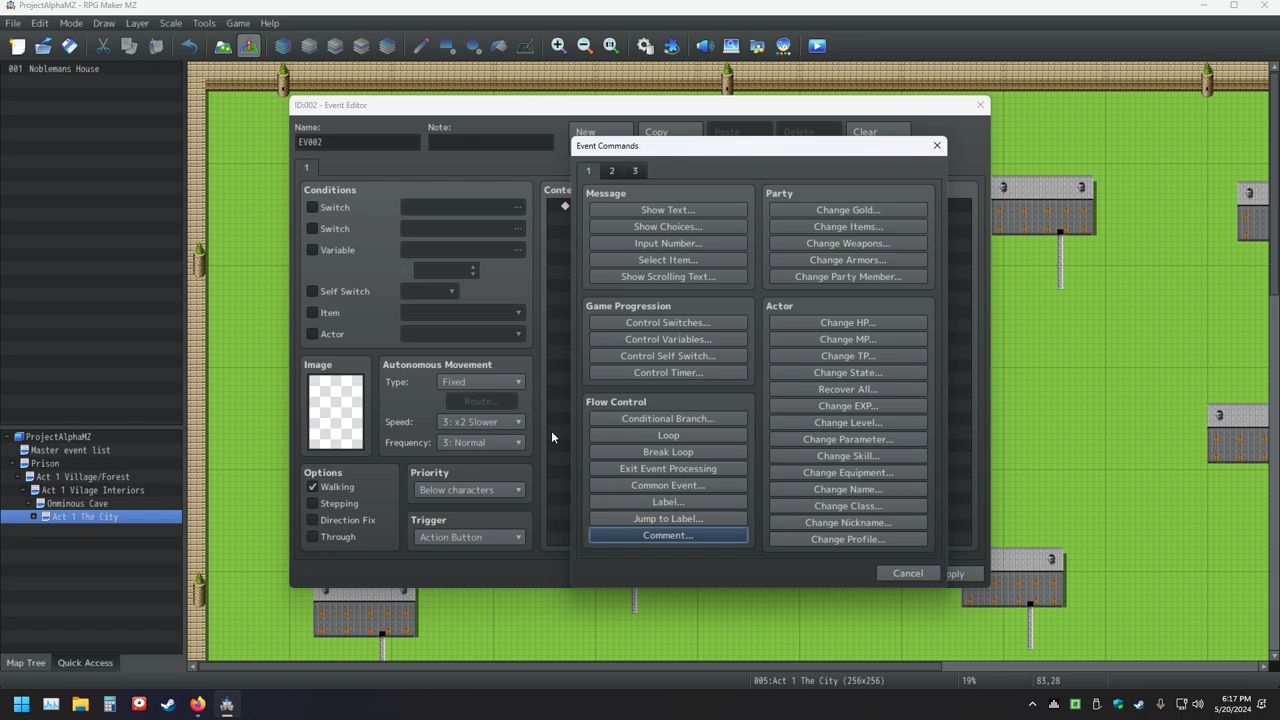 ProjectAlphaMZ - RPG Maker MZ
File Edit Mode Draw Layer Scale Tools Game Help
001 Noblemans House
ID:002 - Event Editor
Name:
Note:
EV002
New
Copy
Paste
Delete
Clear
1
Conditions
Switch
Switch
Variable
Self Switch
Item
Actor
Image
Autonomous Movement
Type: Fixed
Route...
Speed: 3: x2 Slower
Frequency: 3: Normal
Options
Walking
Stepping
Direction Fix
Through
Priority
Below characters
Trigger
Action Button
Conte
Event Commands
1 2 3
Message
Show Text...
Show Choices...
Input Number...
Select Item...
Show Scrolling Text...
Game Progression
Control Switches...
Control Variables...
Control Self Switch...
Control Timer...
Flow Control
Conditional Branch...
Loop
Break Loop
Exit Event Processing
Common Event...
Label...
Jump to Label...
Comment...
Party
Change Gold...
Change Items...
Change Weapons...
Change Armors...
Change Party Member...
Actor
Change HP...
Change MP...
Change TP...
Change State...
Recover All...
Change EXP...
Change Level...
Change Parameter...
Change Skill...
Change Equipment...
Change Name...
Change Class...
Change Nickname...
Change Profile...
Cancel
pply
ProjectAlphaMZ
Master event list
Prison
Act 1 Village/Forest
Act 1 Vilage Interiors
Onminous Cave
Act 1 The City
Map Tree
Quick Access
005:Act 1 The City (256x256)
19%
83,28
6:17 PM
5/20/2024